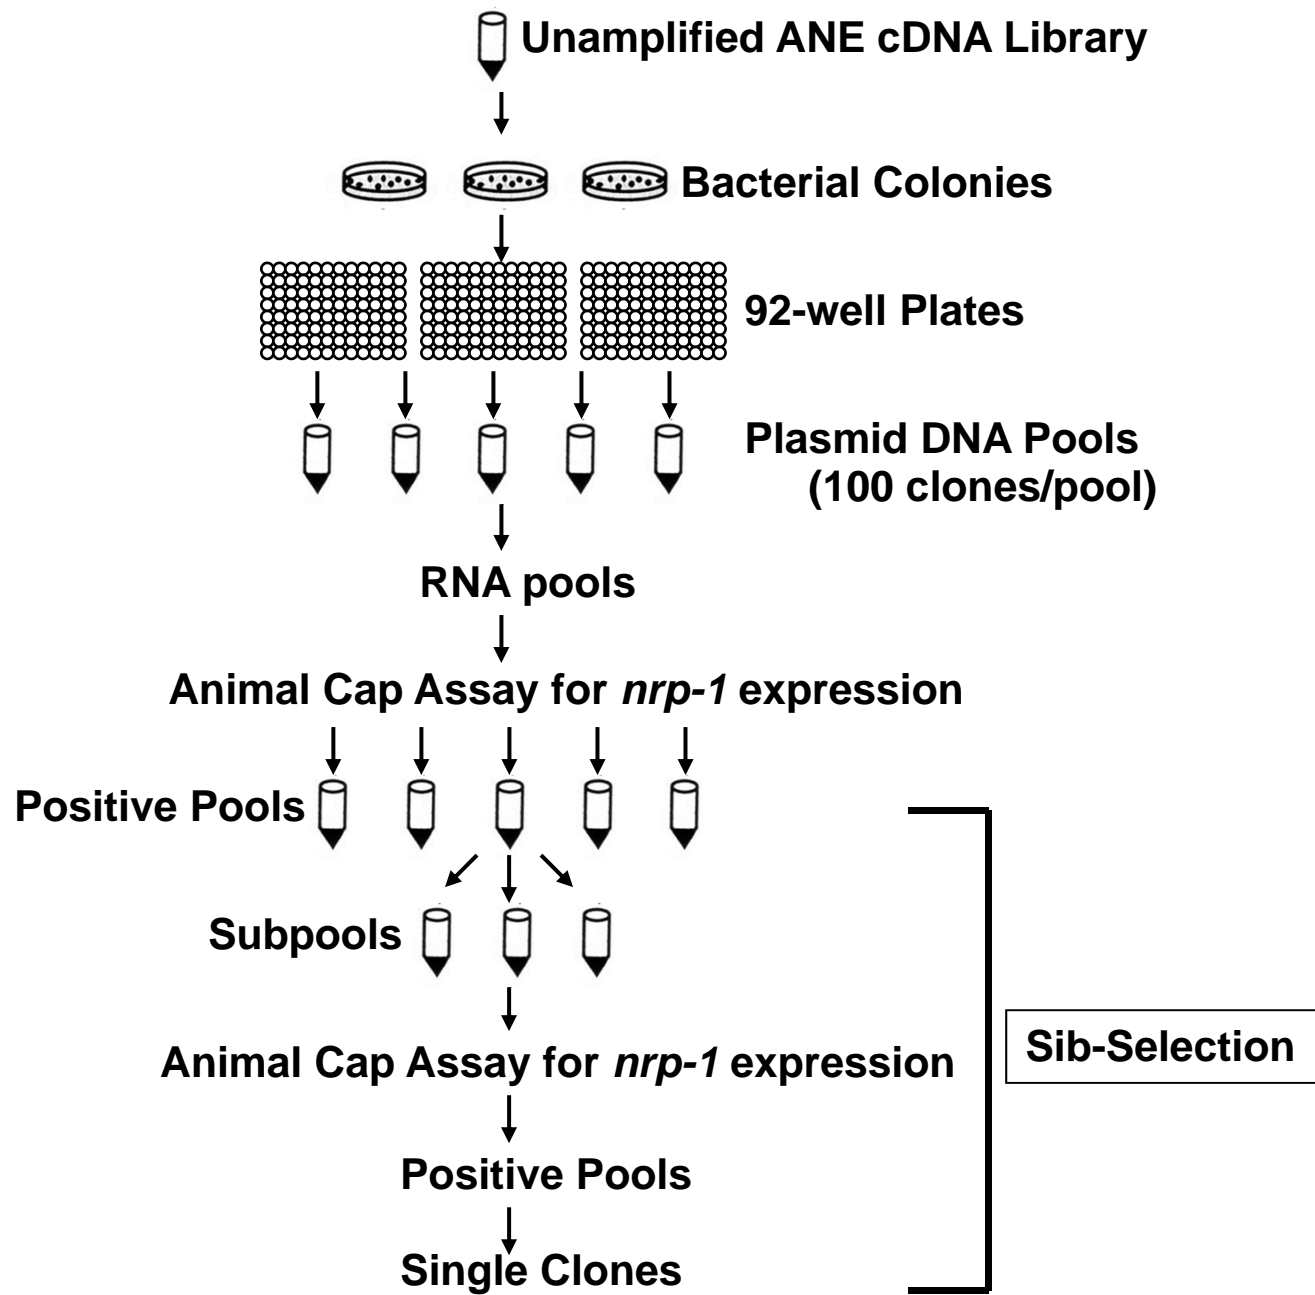 Unamplified ANE cDNA Library
Bacterial Colonies
92-well Plates
Plasmid DNA Pools
(100 clones/pool)
RNA pools
Animal Cap Assay for nrp-1 expression
Positive Pools
Subpools
Animal Cap Assay for nrp-1 expression
Sib-Selection
Positive Pools
Single Clones